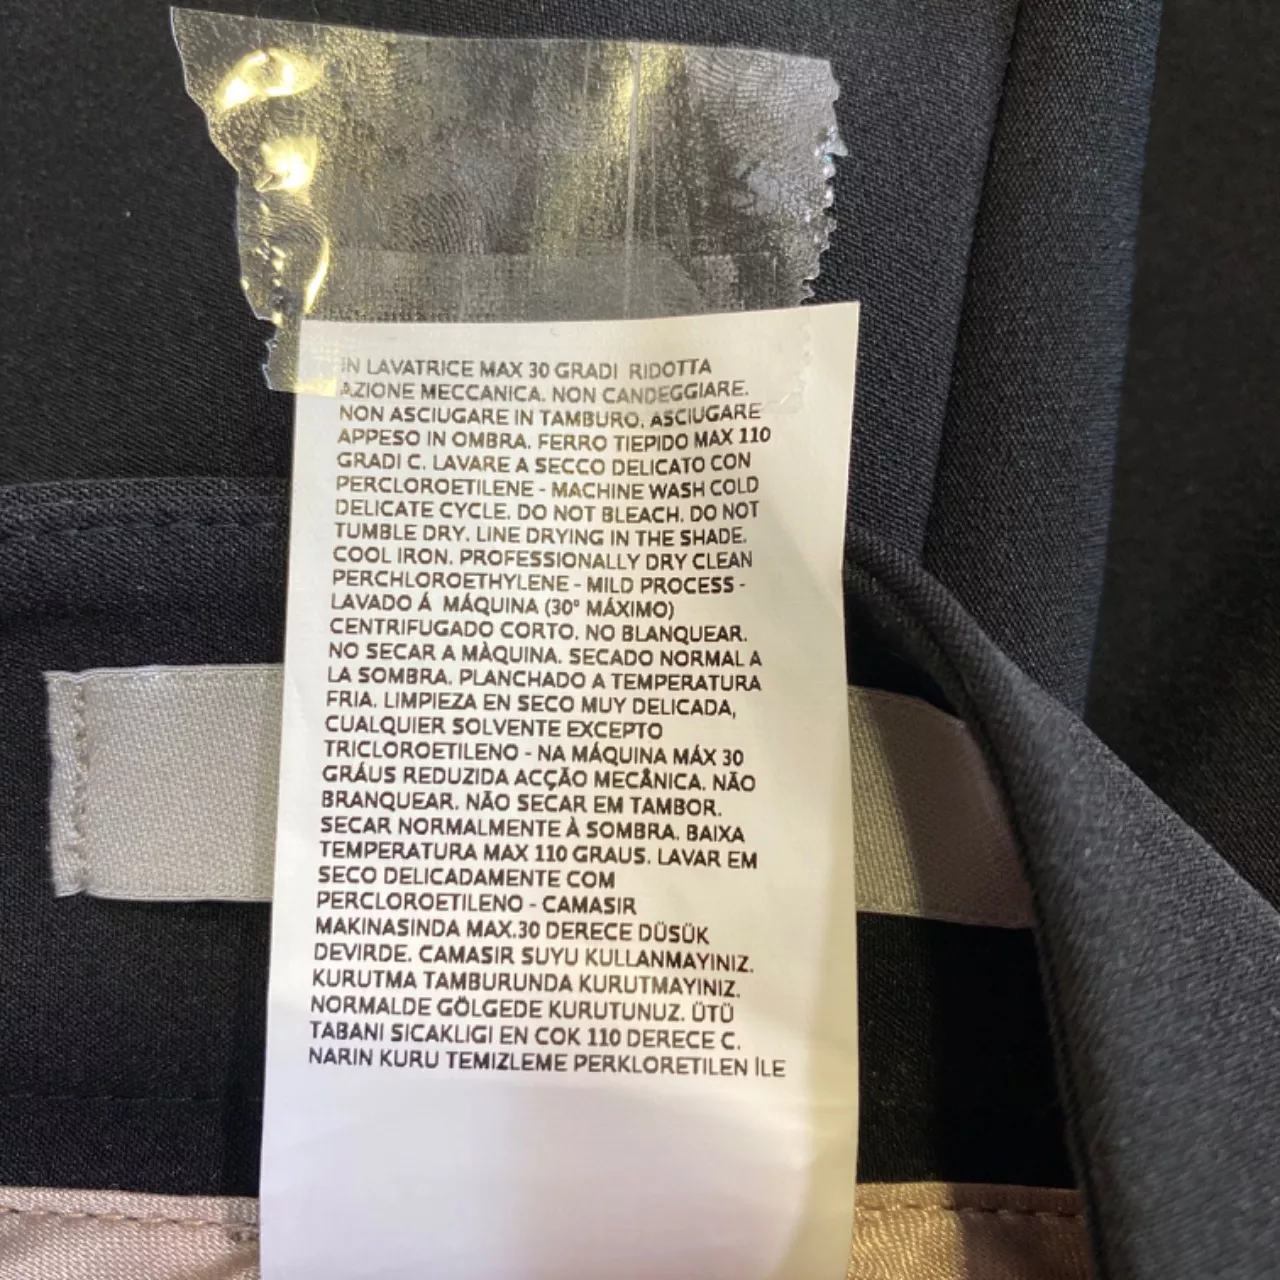 IN LAVATRICE MAX 30 GRADI RIDOTTA
AZIONE MECCANICA. NON CANDEGGIARE.
NON ASCIUGARE IN TAMBURO. ASCIUGARE
APPESO IN OMBRA. FERRO TIEPIDO MAX 110
GRADI C. LAVARE A SECCO DELICATO CON
PERCLOROETILENE - MACHINE WASH COLD
DELICATE CYCLE. DO NOT BLEACH. DO NOT
TUMBLE DRY. LINE DRYING IN THE SHADE.
COOL IRON. PROFESSIONALLY DRY CLEAN
PERCHLOROETHYLENE - MILD PROCESS -
LAVADO Á MÁQUINA (30° MÁXIMO)
CENTRIFUGADO CORTO. NO BLANQUEAR.
NO SECAR A MÀQUINA. SECADO NORMAL A
LA SOMBRA. PLANCHADO A TEMPERATURA
FRIA. LIMPIEZA EN SECO MUY DELICADA,
CUALQUIER SOLVENTE EXCEPTO
TRICLOROETILENO - NA MÁQUINA MÁX 30
GRÁUS REDUZIDA ACÇÃO MECÂNICA. NÃO
BRANQUEAR. NÃO SECAR EM TAMBOR.
SECAR NORMALMENTE À SOMBRA. BAIXA
TEMPERATURA MAX 110 GRAUS. LAVAR EM
SECO DELICADAMENTE COM
PERCLOROETILENO - CAMASIR
MAKINASINDA MAX.30 DERECE DÜSÜK
DEVIRDE. CAMASIR SUYU KULLANMAYINIZ.
KURUTMA TAMBURUNDA KURUTMAYINIZ.
NORMALDE GÖLGEDE KURUTUNUZ. ÜTÜ
TABANI SICAKLIGI EN COK 110 DERECE C.
NARIN KURU TEMIZLEME PERKLORETILEN İLE